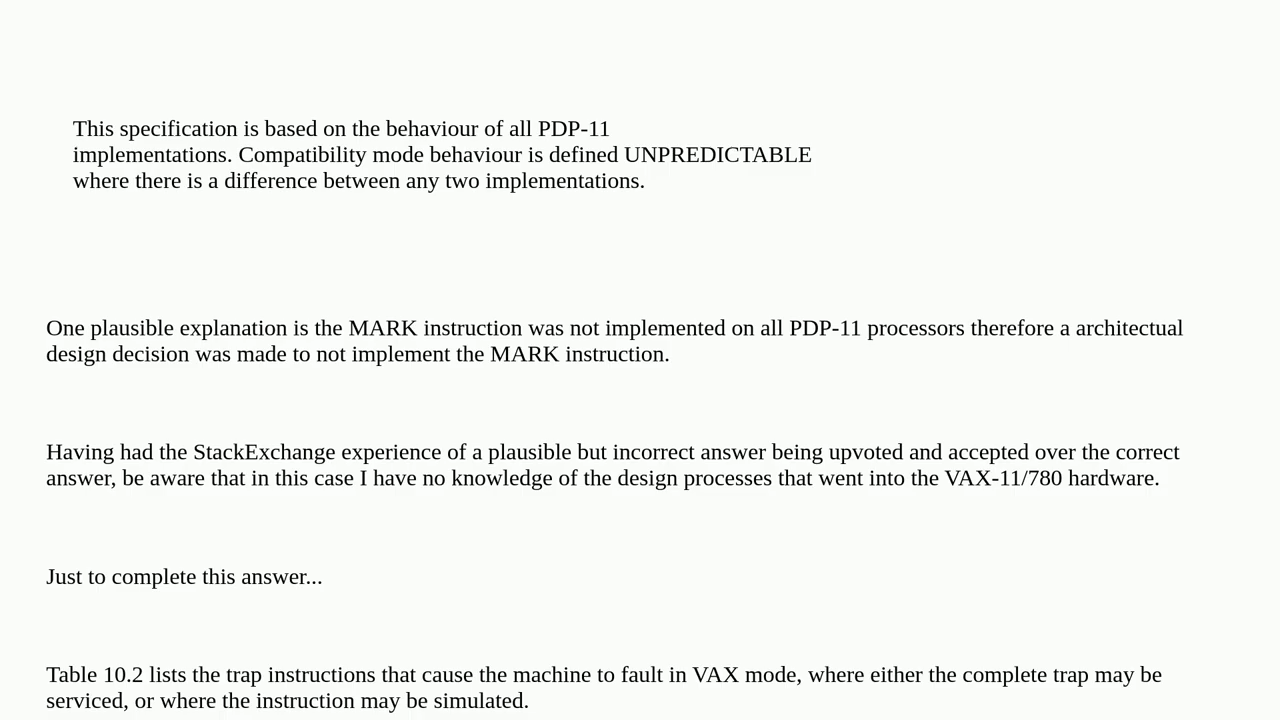 This specification is based on the behaviour of all PDP-11
implementations. Compatibility mode behaviour is defined UNPREDICTABLE
where there is a difference between any two implementations.
One plausible explanation is the MARK instruction was not implemented on all PDP-11 processors therefore a architectual
design decision was made to not implement the MARK instruction.
Having had the StackExchange experience of a plausible but incorrect answer being upvoted and accepted over the correct
answer, be aware that in this case I have no knowledge of the design processes that went into the VAX-11/780 hardware.
Just to complete this answer...
Table 10.2 lists the trap instructions that cause the machine to fault in VAX mode, where either the complete trap may be
serviced, or where the instruction may be simulated.